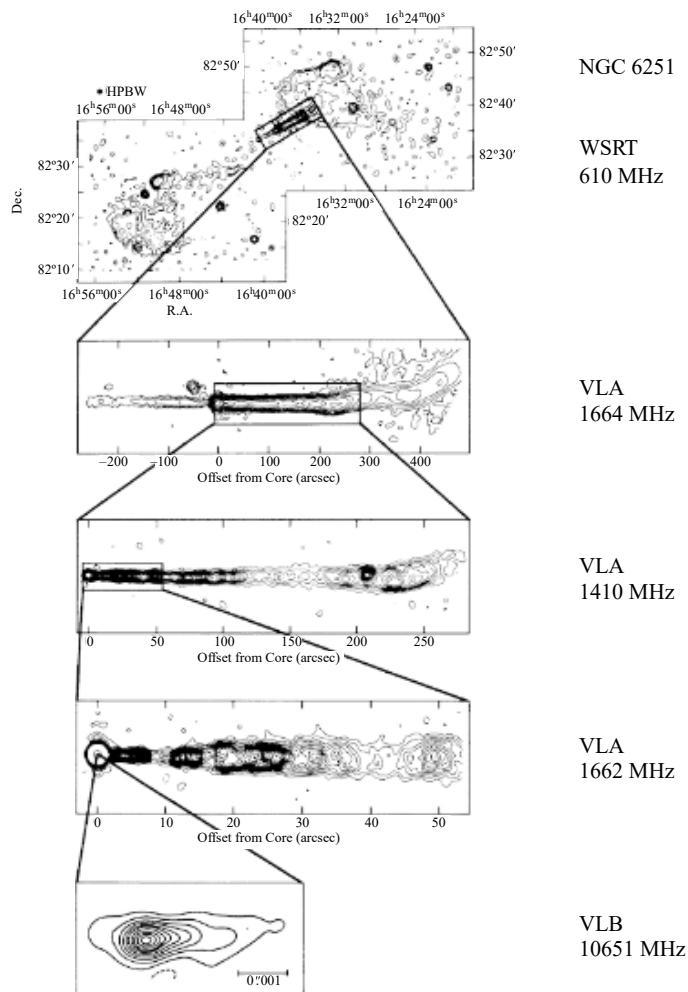 16ʰ40ᵐ00ˢ 16ʰ32ᵐ00ˢ 16ʰ24ᵐ00ˢ
82°50′
82°50′
NGC 6251
HPBW
16ʰ56ᵐ00ˢ 16ʰ48ᵐ00ˢ
82°40′
82°40′
82°30′
82°30′
WSRT
610 MHz
16ʰ32ᵐ00ˢ 16ʰ24ᵐ00ˢ
Dec.
82°20′
82°20′
82°10′
16ʰ56ᵐ00ˢ 16ʰ48ᵐ00ˢ 16ʰ40ᵐ00ˢ
R.A.
VLA
1664 MHz
−200 −100 0 100 200 300 400
Offset from Core (arcsec)
VLA
1410 MHz
0 50 100 150 200 250
Offset from Core (arcsec)
VLA
1662 MHz
0 10 20 30 40 50
Offset from Core (arcsec)
VLB
10651 MHz
0″.001